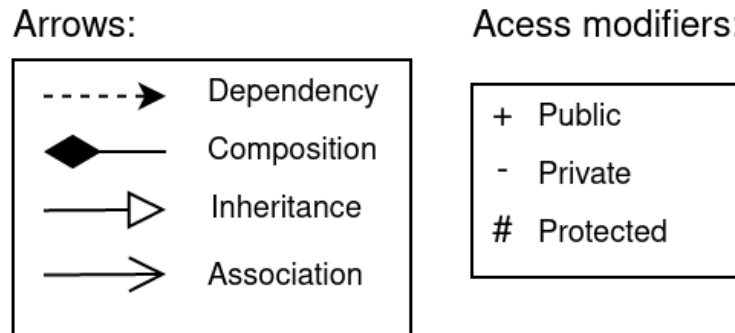 Arrows:
Dependency
Composition
Inheritance
Association
Acess modifiers:
+ Public
- Private
# Protected